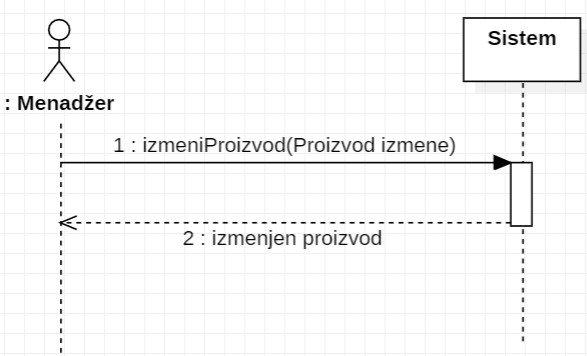 Sistem
: Menadžer
1 : izmeniProizvod(Proizvod izmene)
2 : izmenjen proizvod